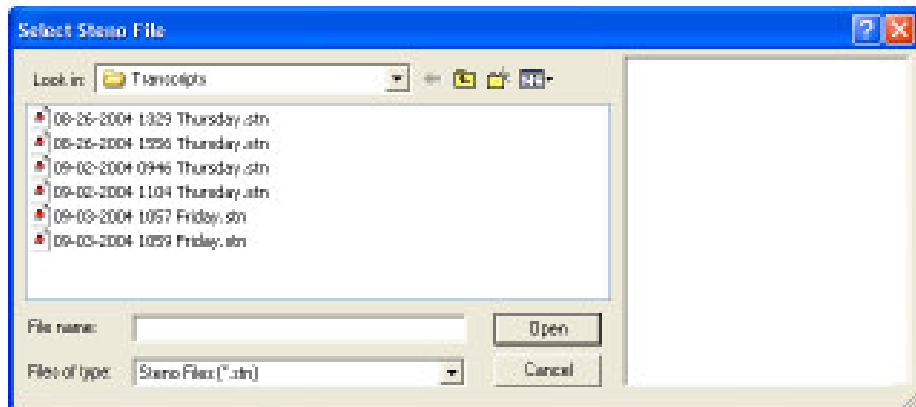 Select Steno File
Look in: Transcripts
08-26-2004 1329 Thursday.stn
08-26-2004 1556 Thursday.stn
09-02-2004 0946 Thursday.stn
09-02-2004 1104 Thursday.stn
09-03-2004 1057 Friday.stn
09-03-2004 1059 Friday.stn
File name: Open
Files of type: Steno Files (*.stn) Cancel